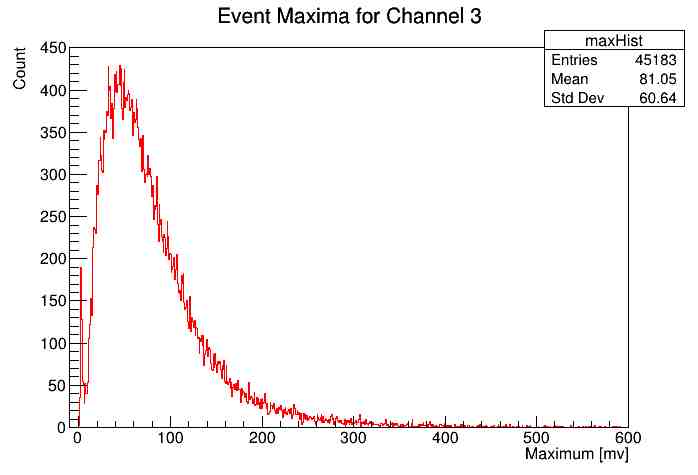 Event Maxima for Channel 3
maxHist
Entries 45183
Mean 81.05
Std Dev 60.64
Count
450
400
350
300
250
200
150
100
50
0
0 100 200 300 400 500 600
Maximum [mv]